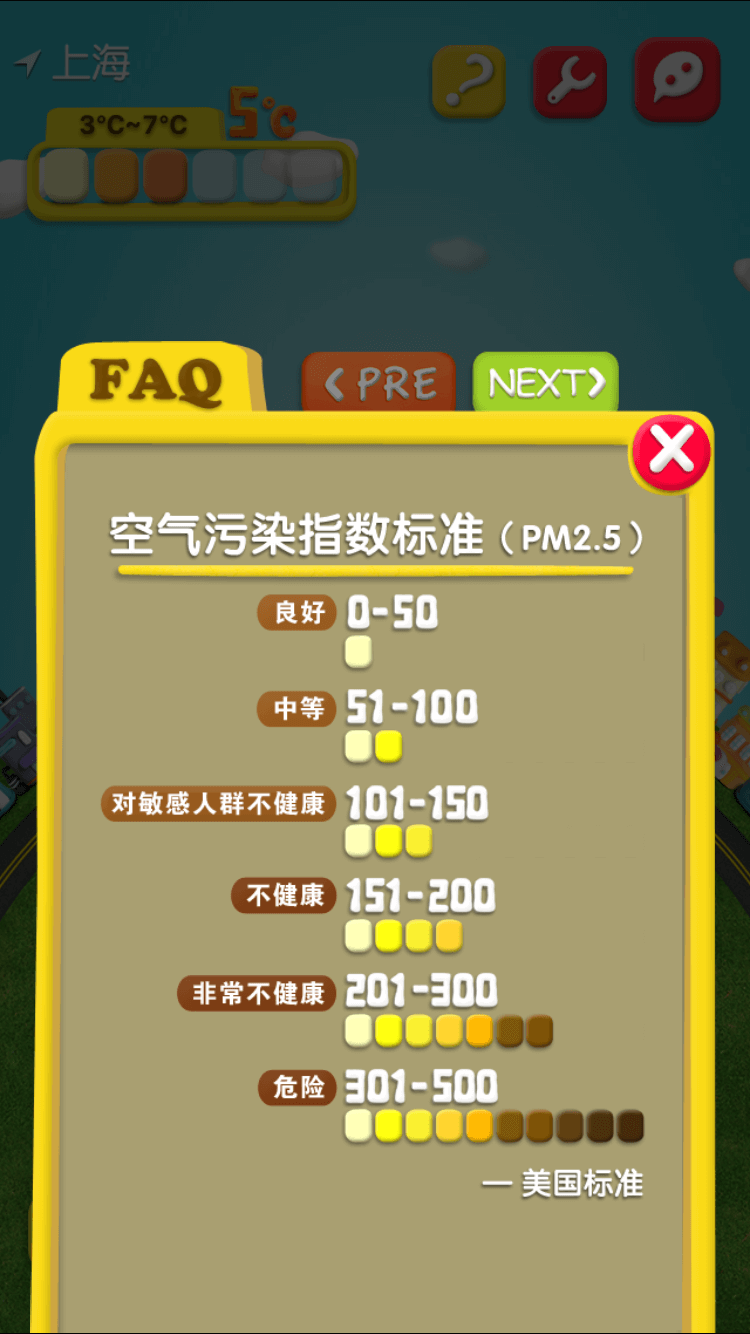 上海
5°C
3°C~7°C
FAQ
PRE
NEXT
空气污染指数标准（PM2.5）
良好 0-50
中等 51-100
对敏感人群不健康 101-150
不健康 151-200
非常不健康 201-300
危险 301-500
— 美国标准